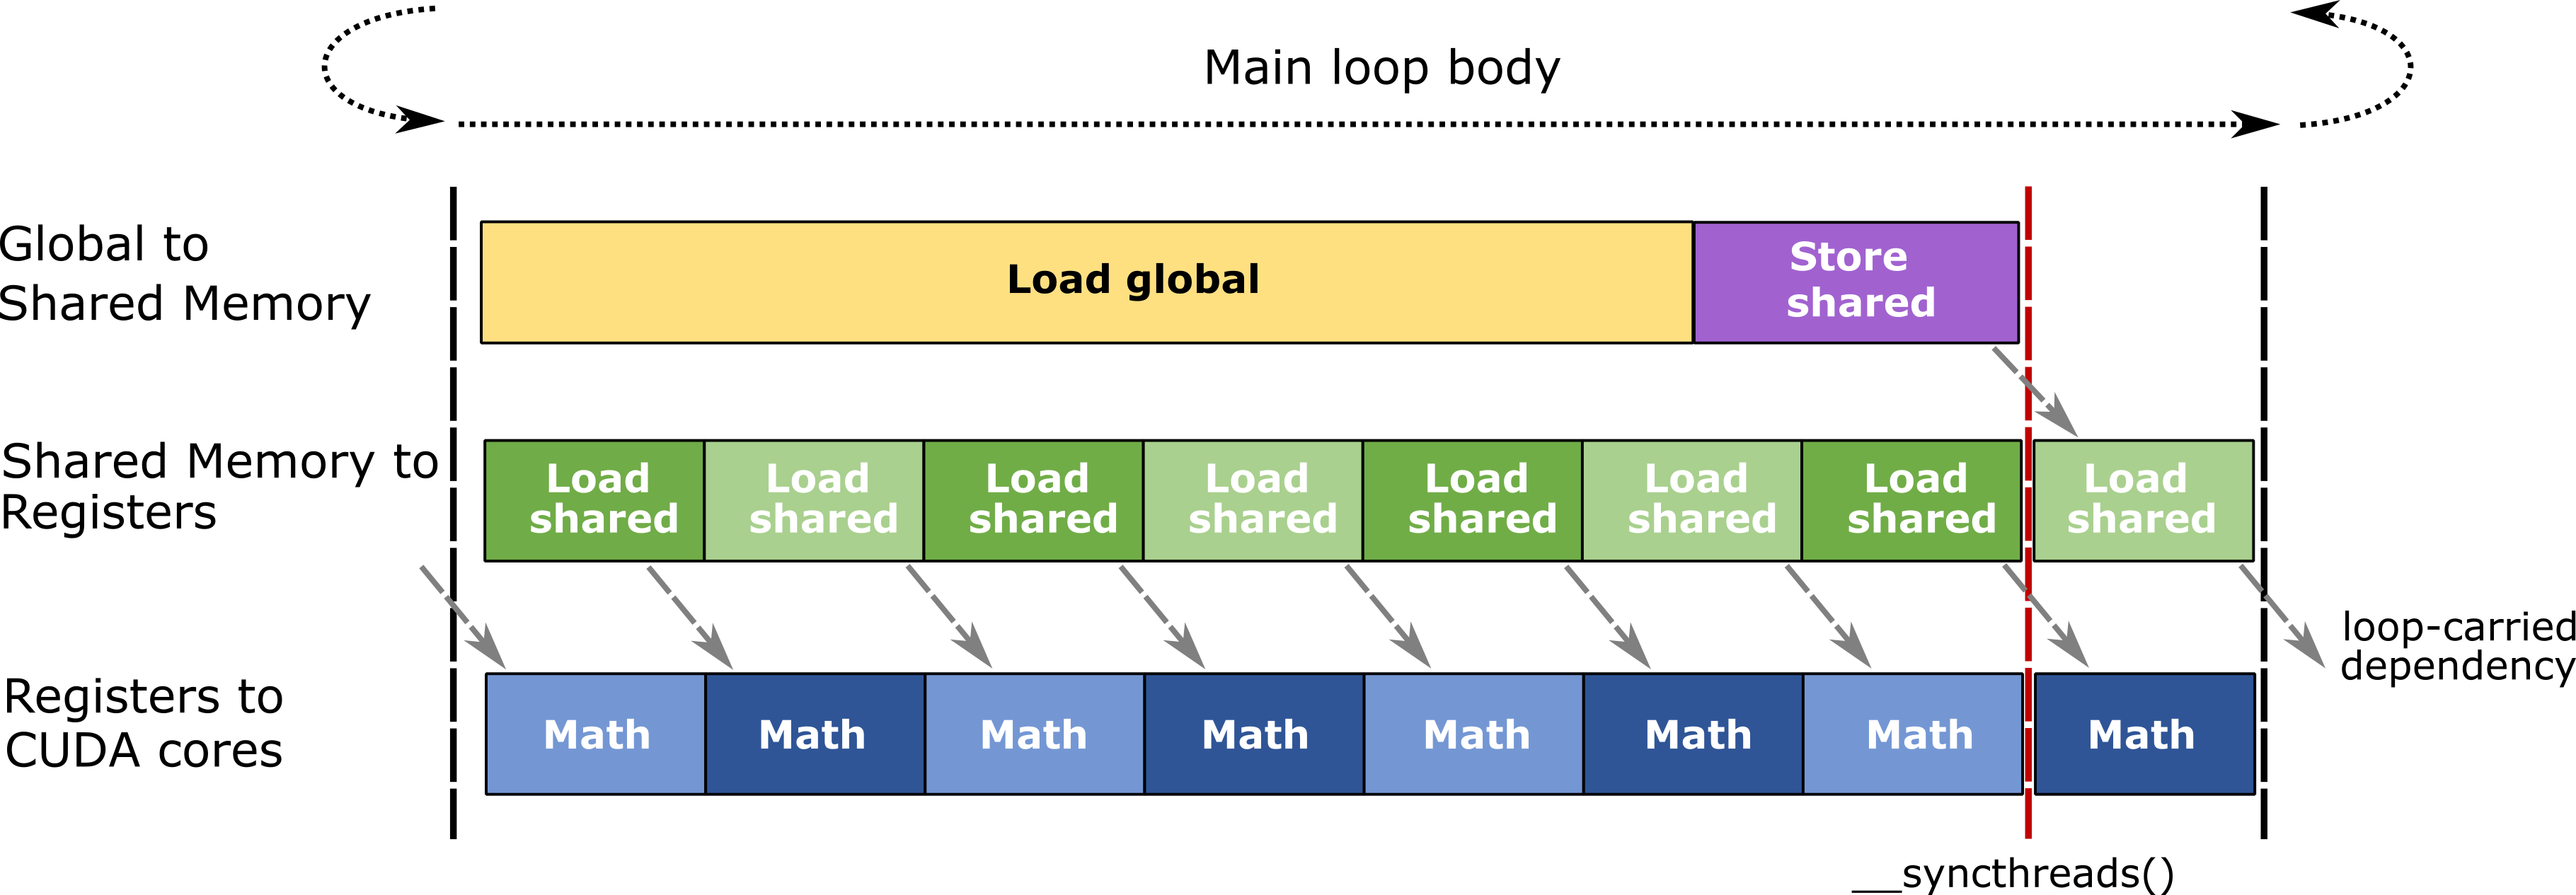 Main loop body
Global to
Shared Memory
Load global
Store
shared
Shared Memory to
Registers
Load
shared
Load
shared
Load
shared
Load
shared
Load
shared
Load
shared
Load
shared
Load
shared
loop-carried
dependency
Registers to
CUDA cores
Math
Math
Math
Math
Math
Math
Math
Math
__syncthreads()